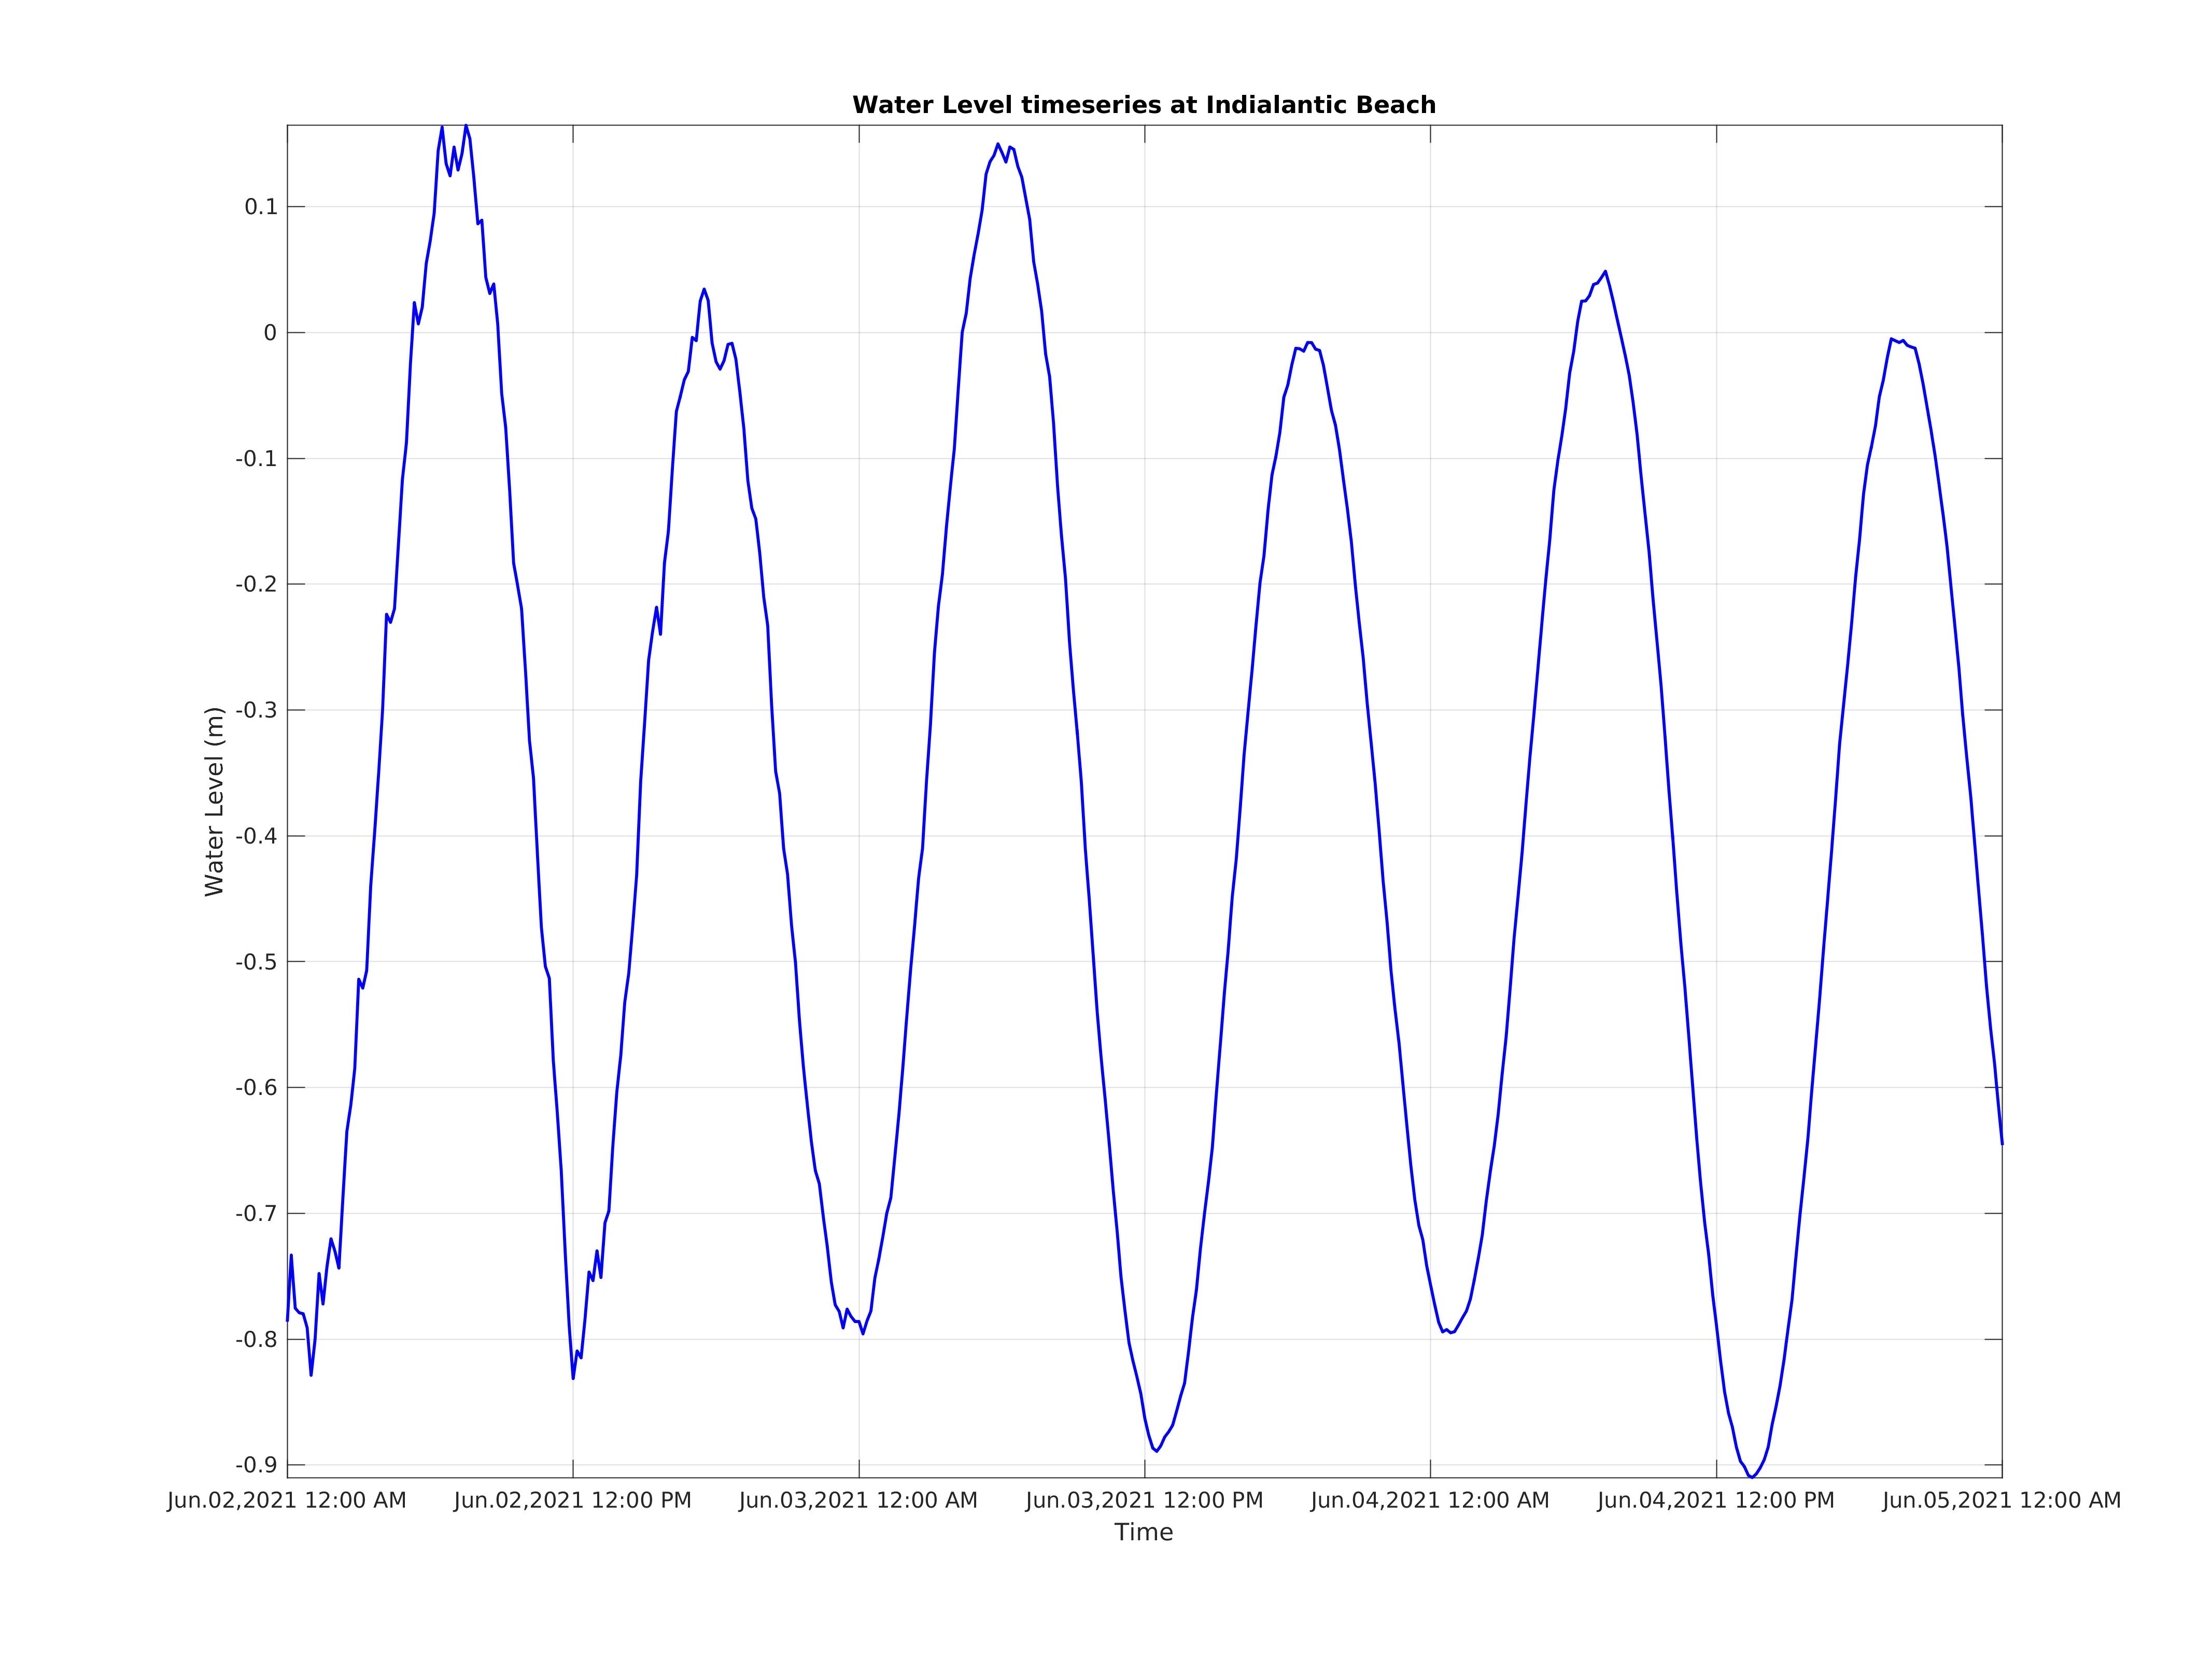 Water Level timeseries at Indialantic Beach
0.1
0
-0.1
-0.2
-0.3
-0.4
-0.5
-0.6
-0.7
-0.8
-0.9
Water Level (m)
Jun.02,2021 12:00 AM Jun.02,2021 12:00 PM Jun.03,2021 12:00 AM Jun.03,2021 12:00 PM Jun.04,2021 12:00 AM Jun.04,2021 12:00 PM Jun.05,2021 12:00 AM
Time